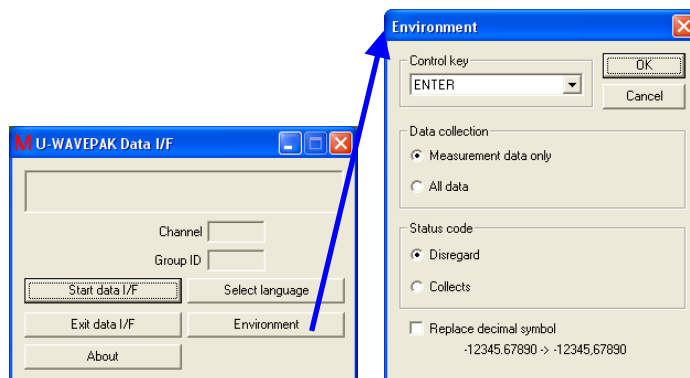 U-WAVEPAK Data I/F
Channel
Group ID
Start data I/F
Select language
Exit data I/F
Environment
About
Environment
Control key
ENTER
OK
Cancel
Data collection
Measurement data only
All data
Status code
Disregard
Collects
Replace decimal symbol
-12345.67890 -> -12345,67890